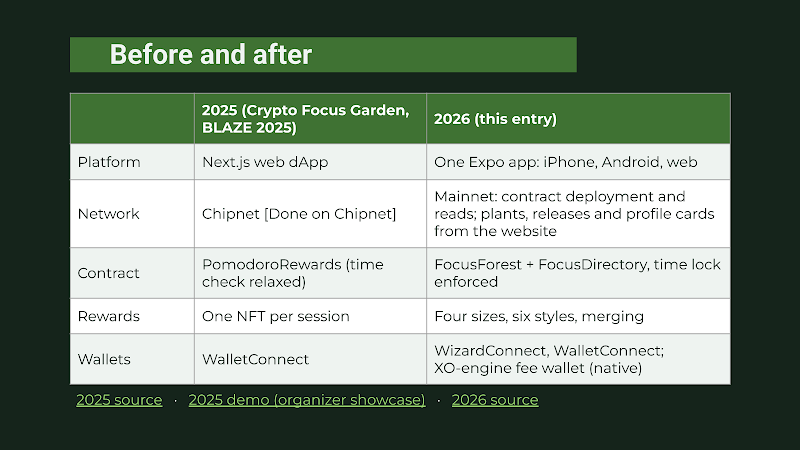 Before and after
2025 (Crypto Focus Garden,
BLAZE 2025)
2026 (this entry)
Platform
Next.js web dApp
One Expo app: iPhone, Android, web
Network
Chipnet [Done on Chipnet]
Mainnet: contract deployment and
reads; plants, releases and profile cards
from the website
Contract
PomodoroRewards (time
check relaxed)
FocusForest + FocusDirectory, time lock
enforced
Rewards
One NFT per session
Four sizes, six styles, merging
Wallets
WalletConnect
WizardConnect, WalletConnect;
XO-engine fee wallet (native)
2025 source · 2025 demo (organizer showcase) · 2026 source